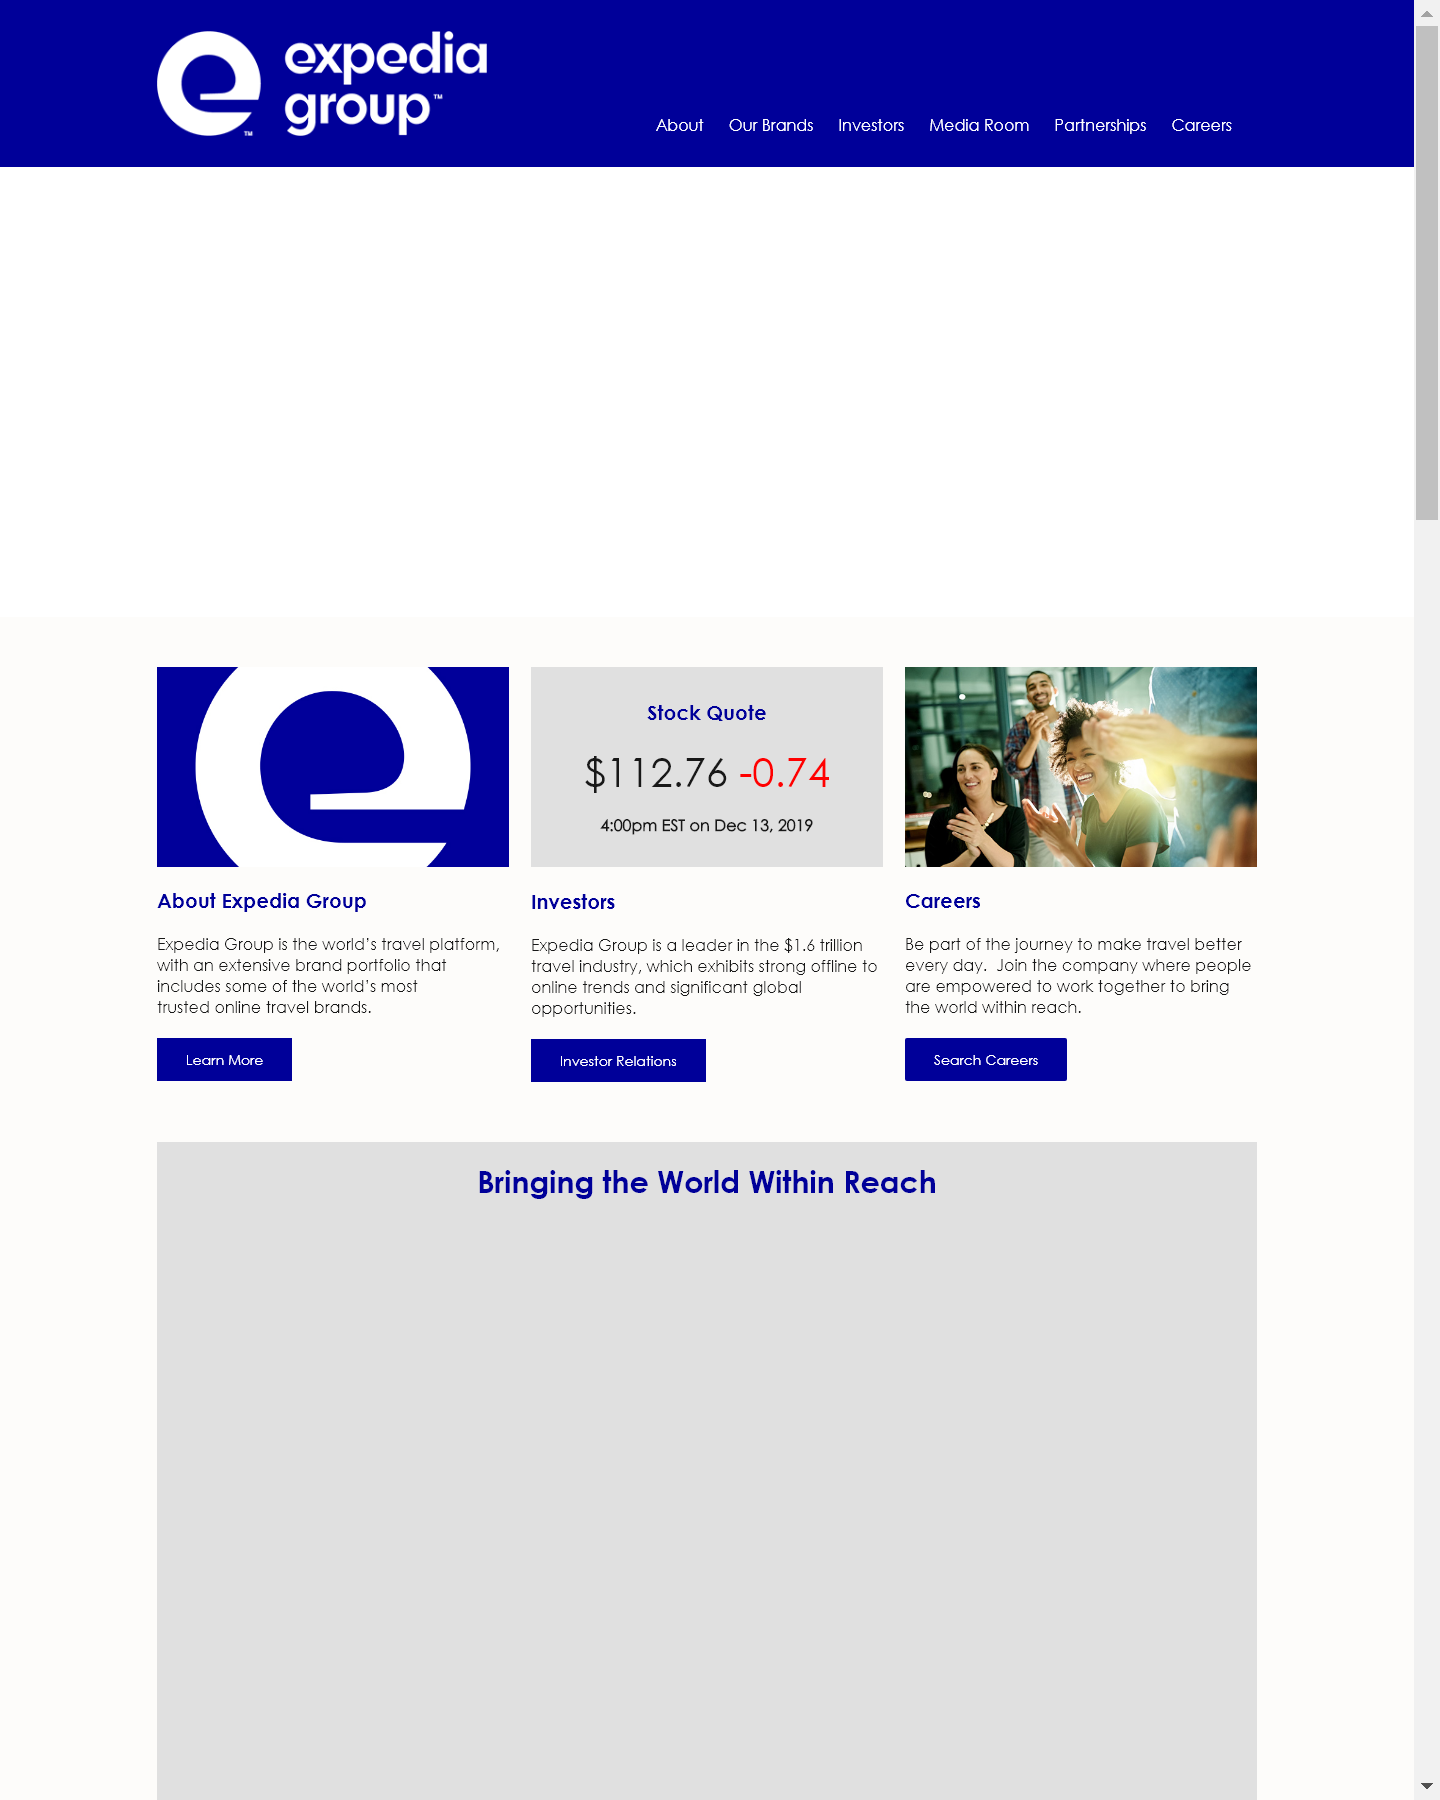 expedia
group™
™
About Our Brands Investors Media Room Partnerships Careers
Stock Quote
$112.76 -0.74
4:00pm EST on Dec 13, 2019
About Expedia Group
Expedia Group is the world’s travel platform,
with an extensive brand portfolio that
includes some of the world’s most
trusted online travel brands.
Learn More
Investors
Expedia Group is a leader in the $1.6 trillion
travel industry, which exhibits strong offline to
online trends and significant global
opportunities.
Investor Relations
Careers
Be part of the journey to make travel better
every day.  Join the company where people
are empowered to work together to bring
the world within reach.
Search Careers
Bringing the World Within Reach